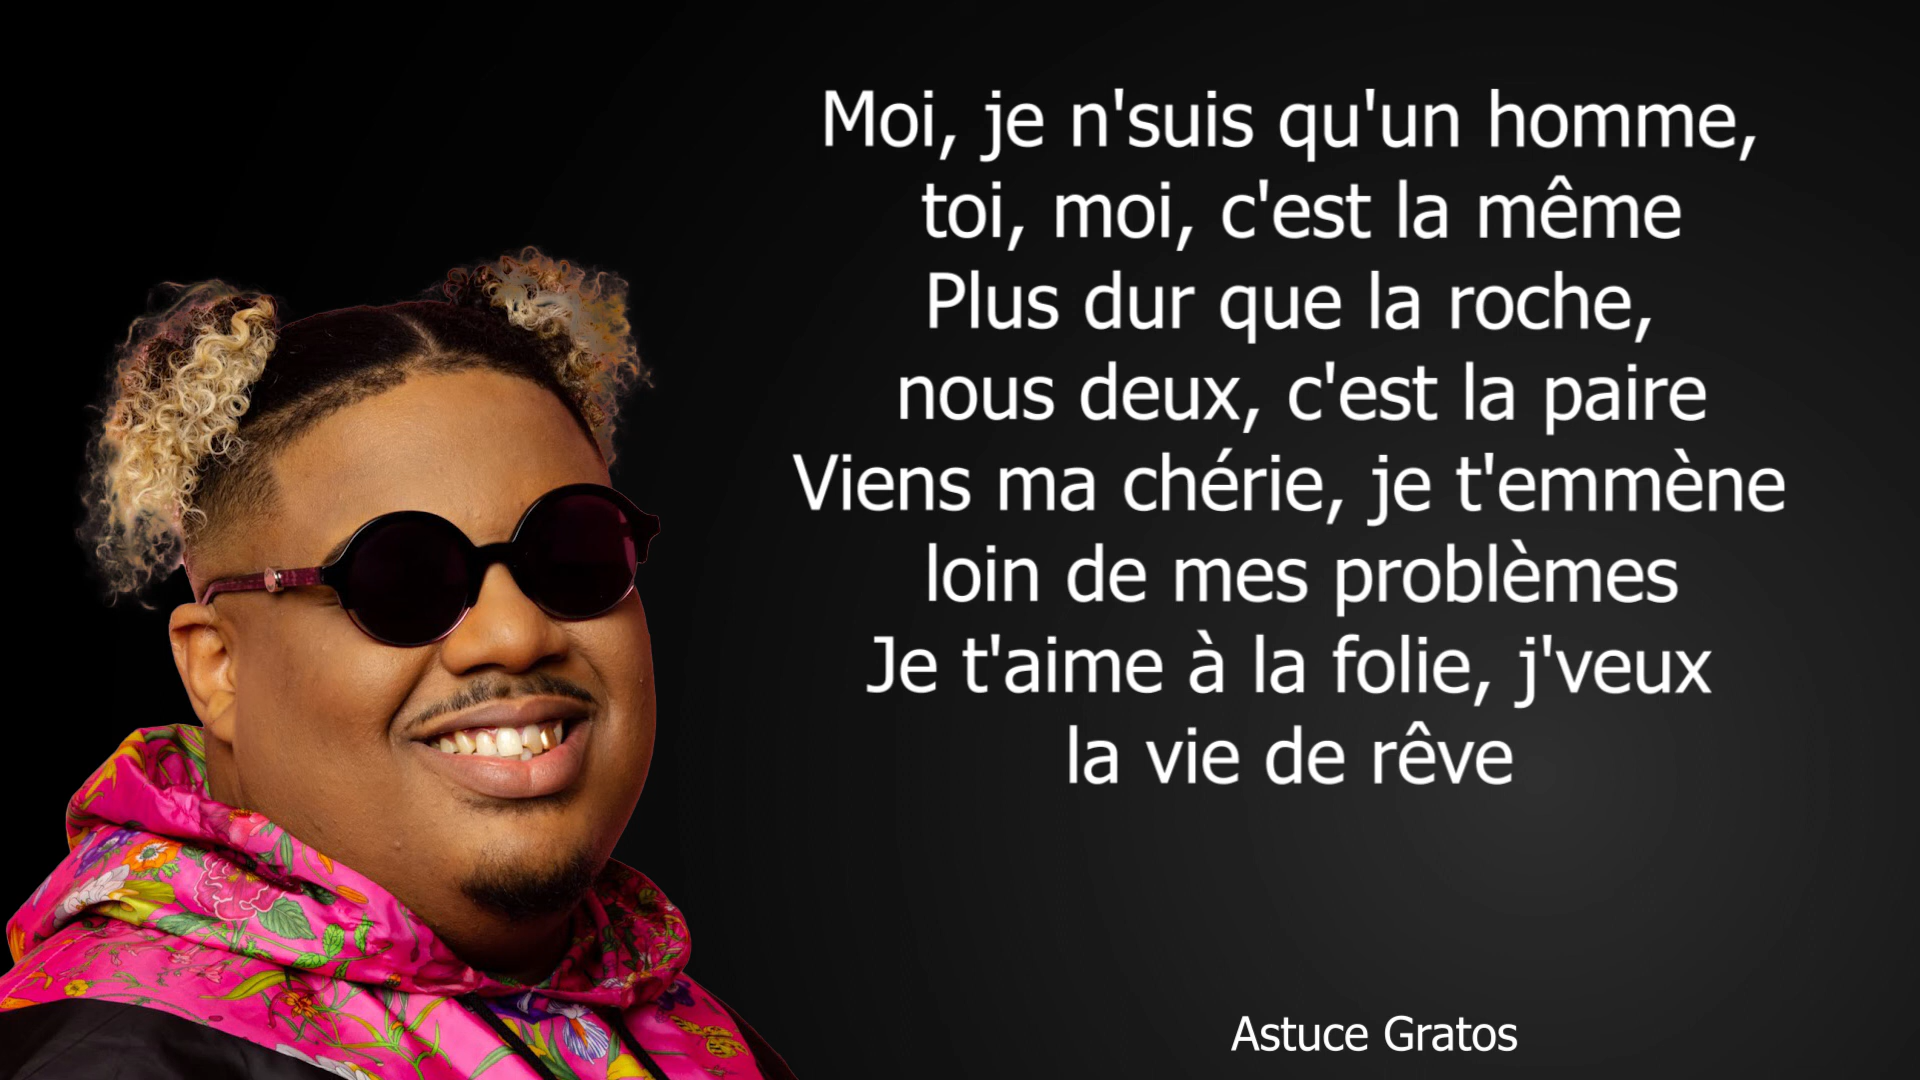 Moi, je n'suis qu'un homme,
toi, moi, c'est la même
Plus dur que la roche,
nous deux, c'est la paire
Viens ma chérie, je t'emmène
loin de mes problèmes
Je t'aime à la folie, j'veux
la vie de rêve
Astuce Gratos